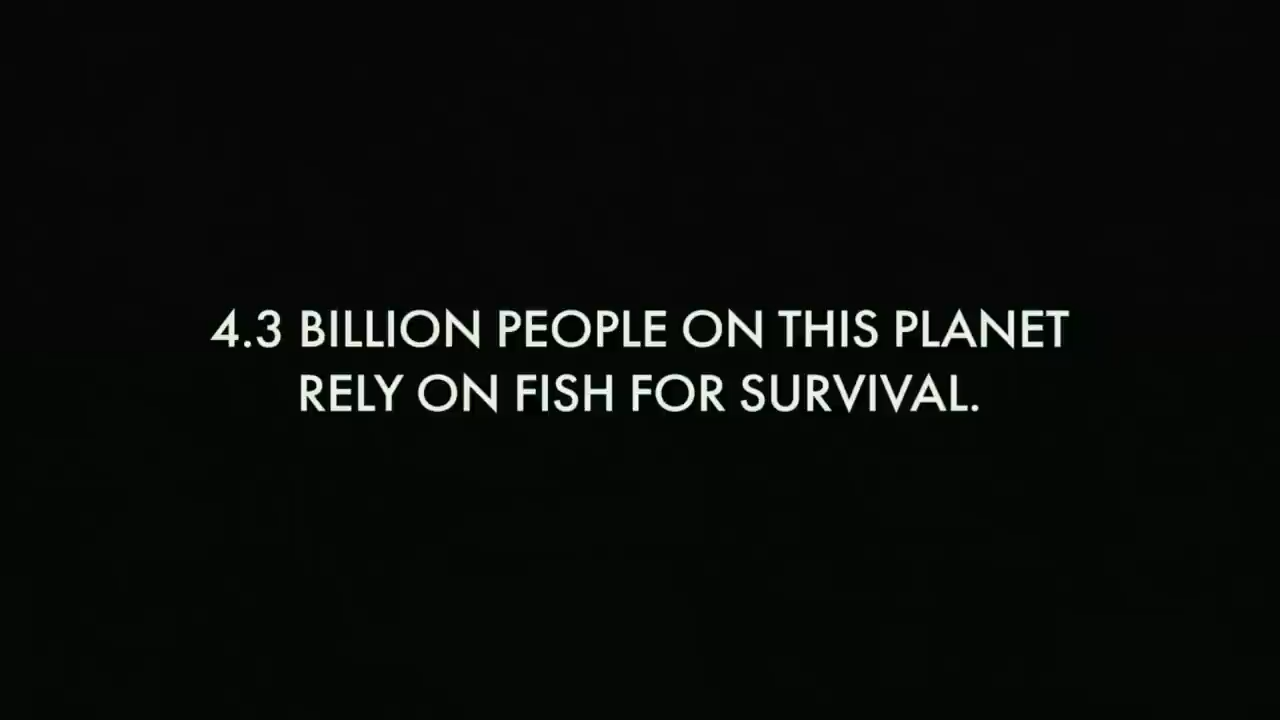 4.3 BILLION PEOPLE ON THIS PLANET
RELY ON FISH FOR SURVIVAL.